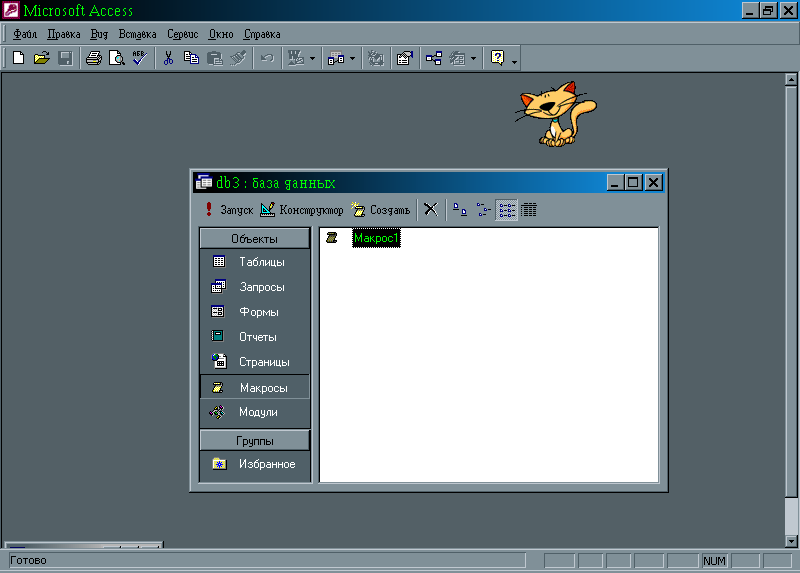 Microsoft Access
Файл Правка Вид Вставка Сервис Окно Справка
db3 : база данных
Запуск Конструктор Создать
Объекты
Макрос1
Таблицы
Запросы
Формы
Отчеты
Страницы
Макросы
Модули
Группы
Избранное
Готово
NUM